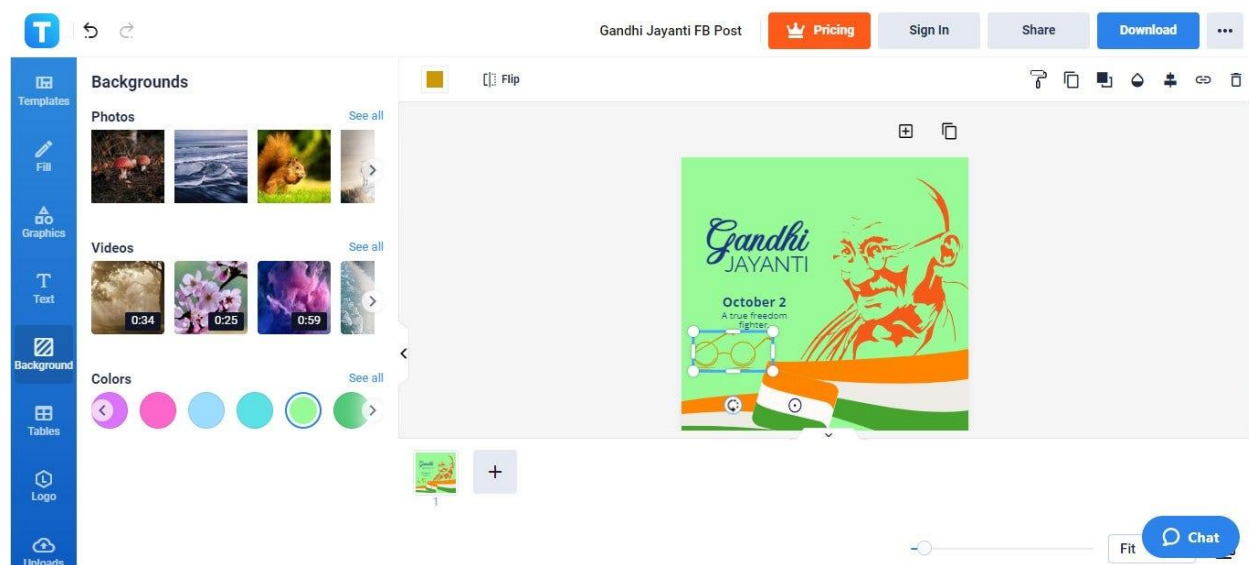 T
Gandhi Jayanti FB Post
Pricing
Sign In
Share
Download
Templates
Fill
Graphics
Text
Background
Tables
Logo
Uploads
Backgrounds
Photos
See all
Videos
See all
0:34
0:25
0:59
Colors
See all
Flip
Gandhi
JAYANTI
October 2
A true freedom
fighter.
1
Fit
Chat